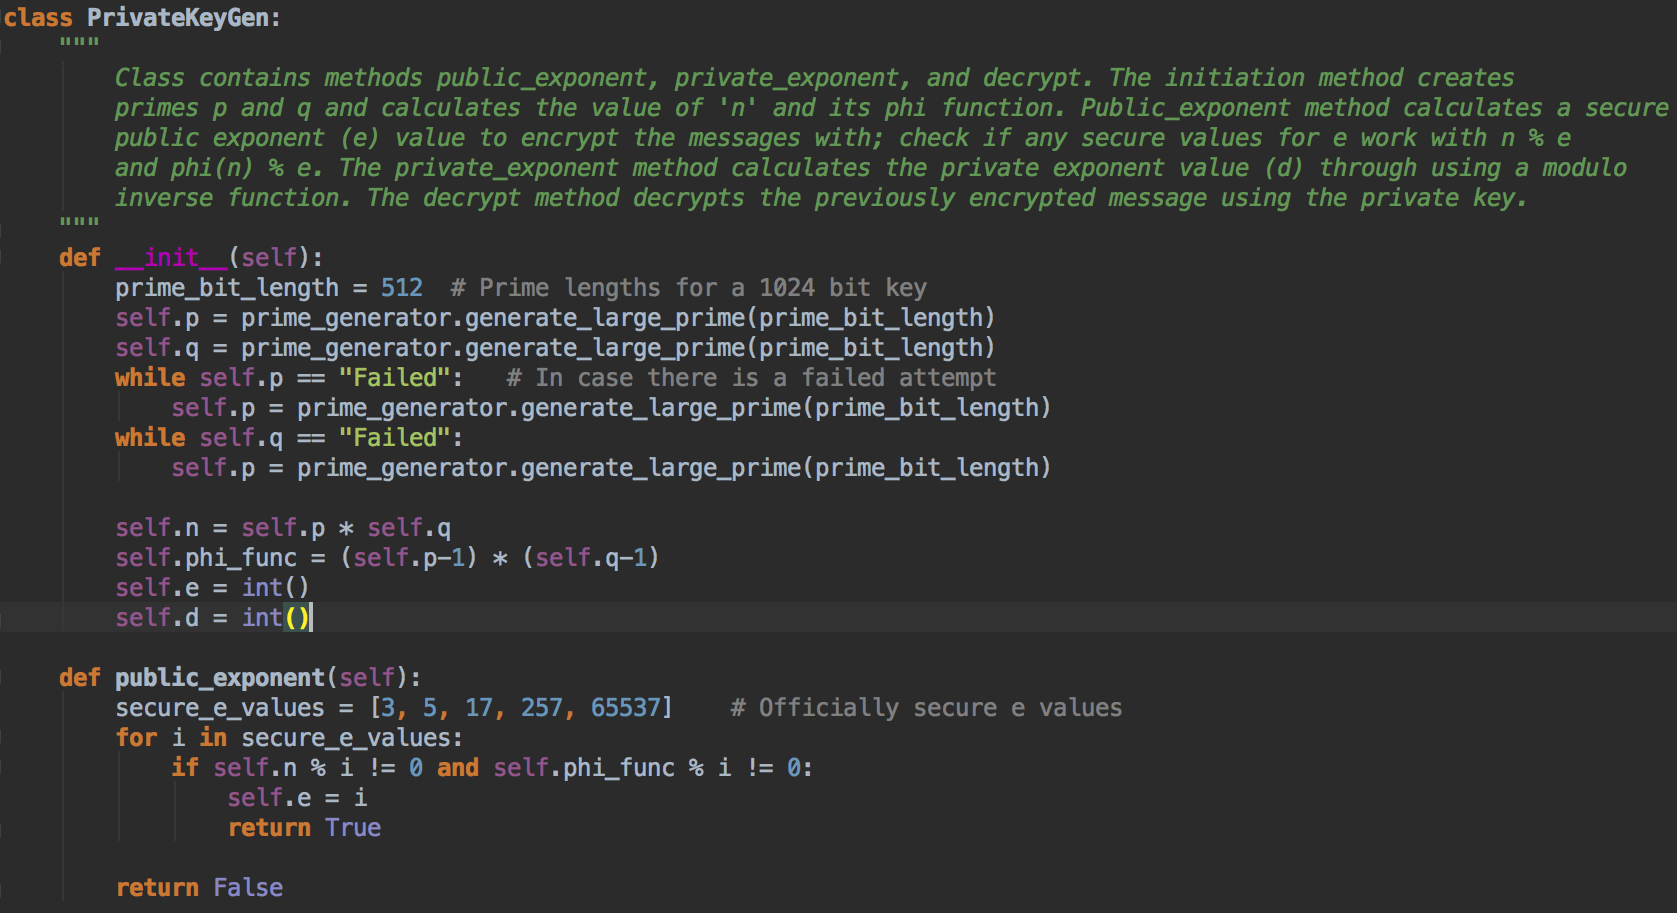 class PrivateKeyGen:
    """
        Class contains methods public_exponent, private_exponent, and decrypt. The initiation method creates
        primes p and q and calculates the value of 'n' and its phi function. Public_exponent method calculates a secure
        public exponent (e) value to encrypt the messages with; check if any secure values for e work with n % e
        and phi(n) % e. The private_exponent method calculates the private exponent value (d) through using a modulo
        inverse function. The decrypt method decrypts the previously encrypted message using the private key.
    """
    def __init__(self):
        prime_bit_length = 512  # Prime lengths for a 1024 bit key
        self.p = prime_generator.generate_large_prime(prime_bit_length)
        self.q = prime_generator.generate_large_prime(prime_bit_length)
        while self.p == "Failed":   # In case there is a failed attempt
            self.p = prime_generator.generate_large_prime(prime_bit_length)
        while self.q == "Failed":
            self.p = prime_generator.generate_large_prime(prime_bit_length)

        self.n = self.p * self.q
        self.phi_func = (self.p-1) * (self.q-1)
        self.e = int()
        self.d = int()

    def public_exponent(self):
        secure_e_values = [3, 5, 17, 257, 65537]    # Officially secure e values
        for i in secure_e_values:
            if self.n % i != 0 and self.phi_func % i != 0:
                self.e = i
                return True

        return False